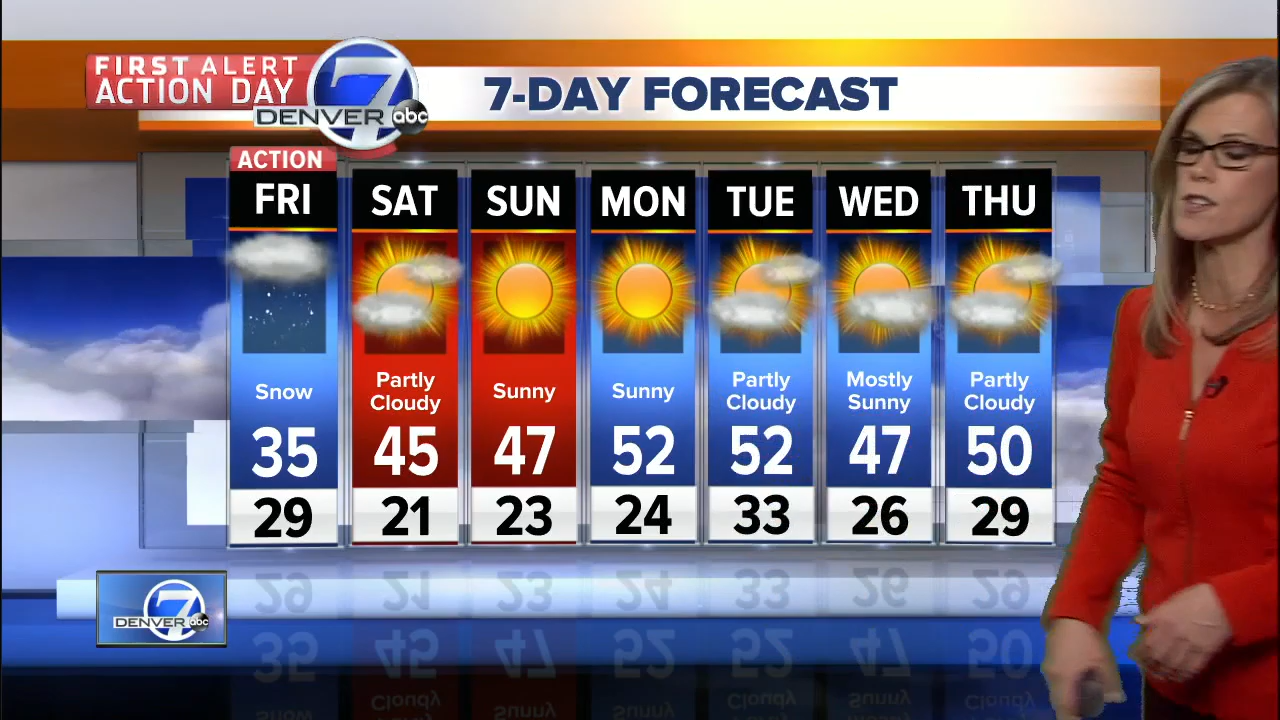 FIRST ALERT
ACTION DAY
7
DENVER abc
7-DAY FORECAST
ACTION
FRI SAT SUN MON TUE WED THU
Snow
Partly
Cloudy
Sunny
Sunny
Partly
Cloudy
Mostly
Sunny
Partly
Cloudy
35 45 47 52 52 47 50
29 21 23 24 33 26 29
7
DENVER abc